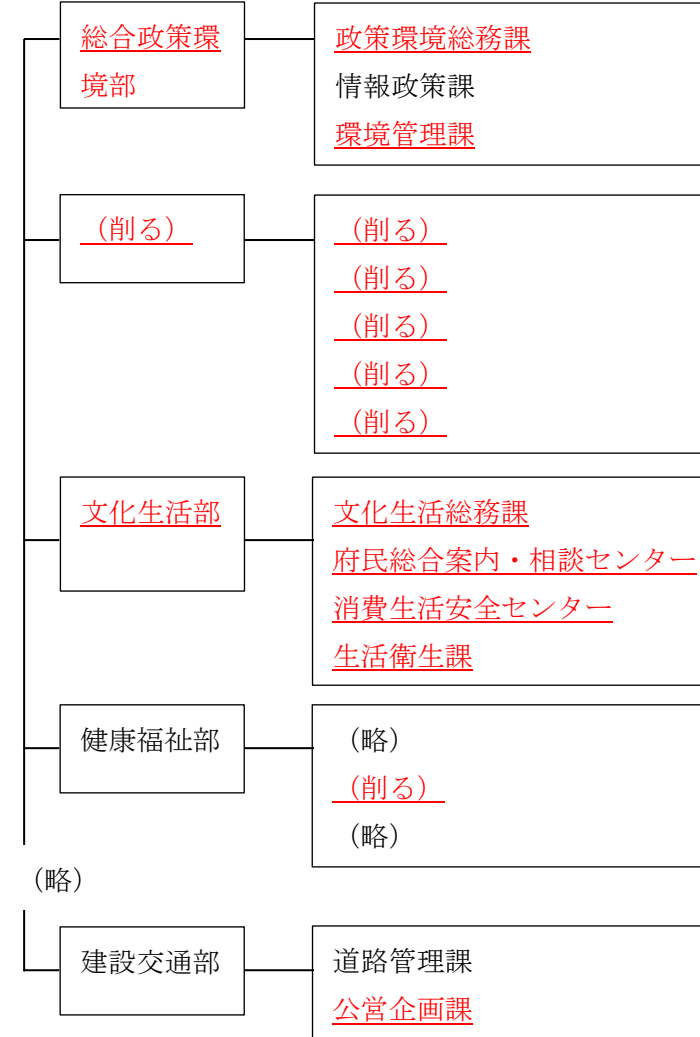 総合政策環
境部
政策環境総務課
情報政策課
環境管理課
（削る）
（削る）
（削る）
（削る）
（削る）
（削る）
文化生活部
文化生活総務課
府民総合案内・相談センター
消費生活安全センター
生活衛生課
健康福祉部
（略）
（削る）
（略）
（略）
建設交通部
道路管理課
公営企画課